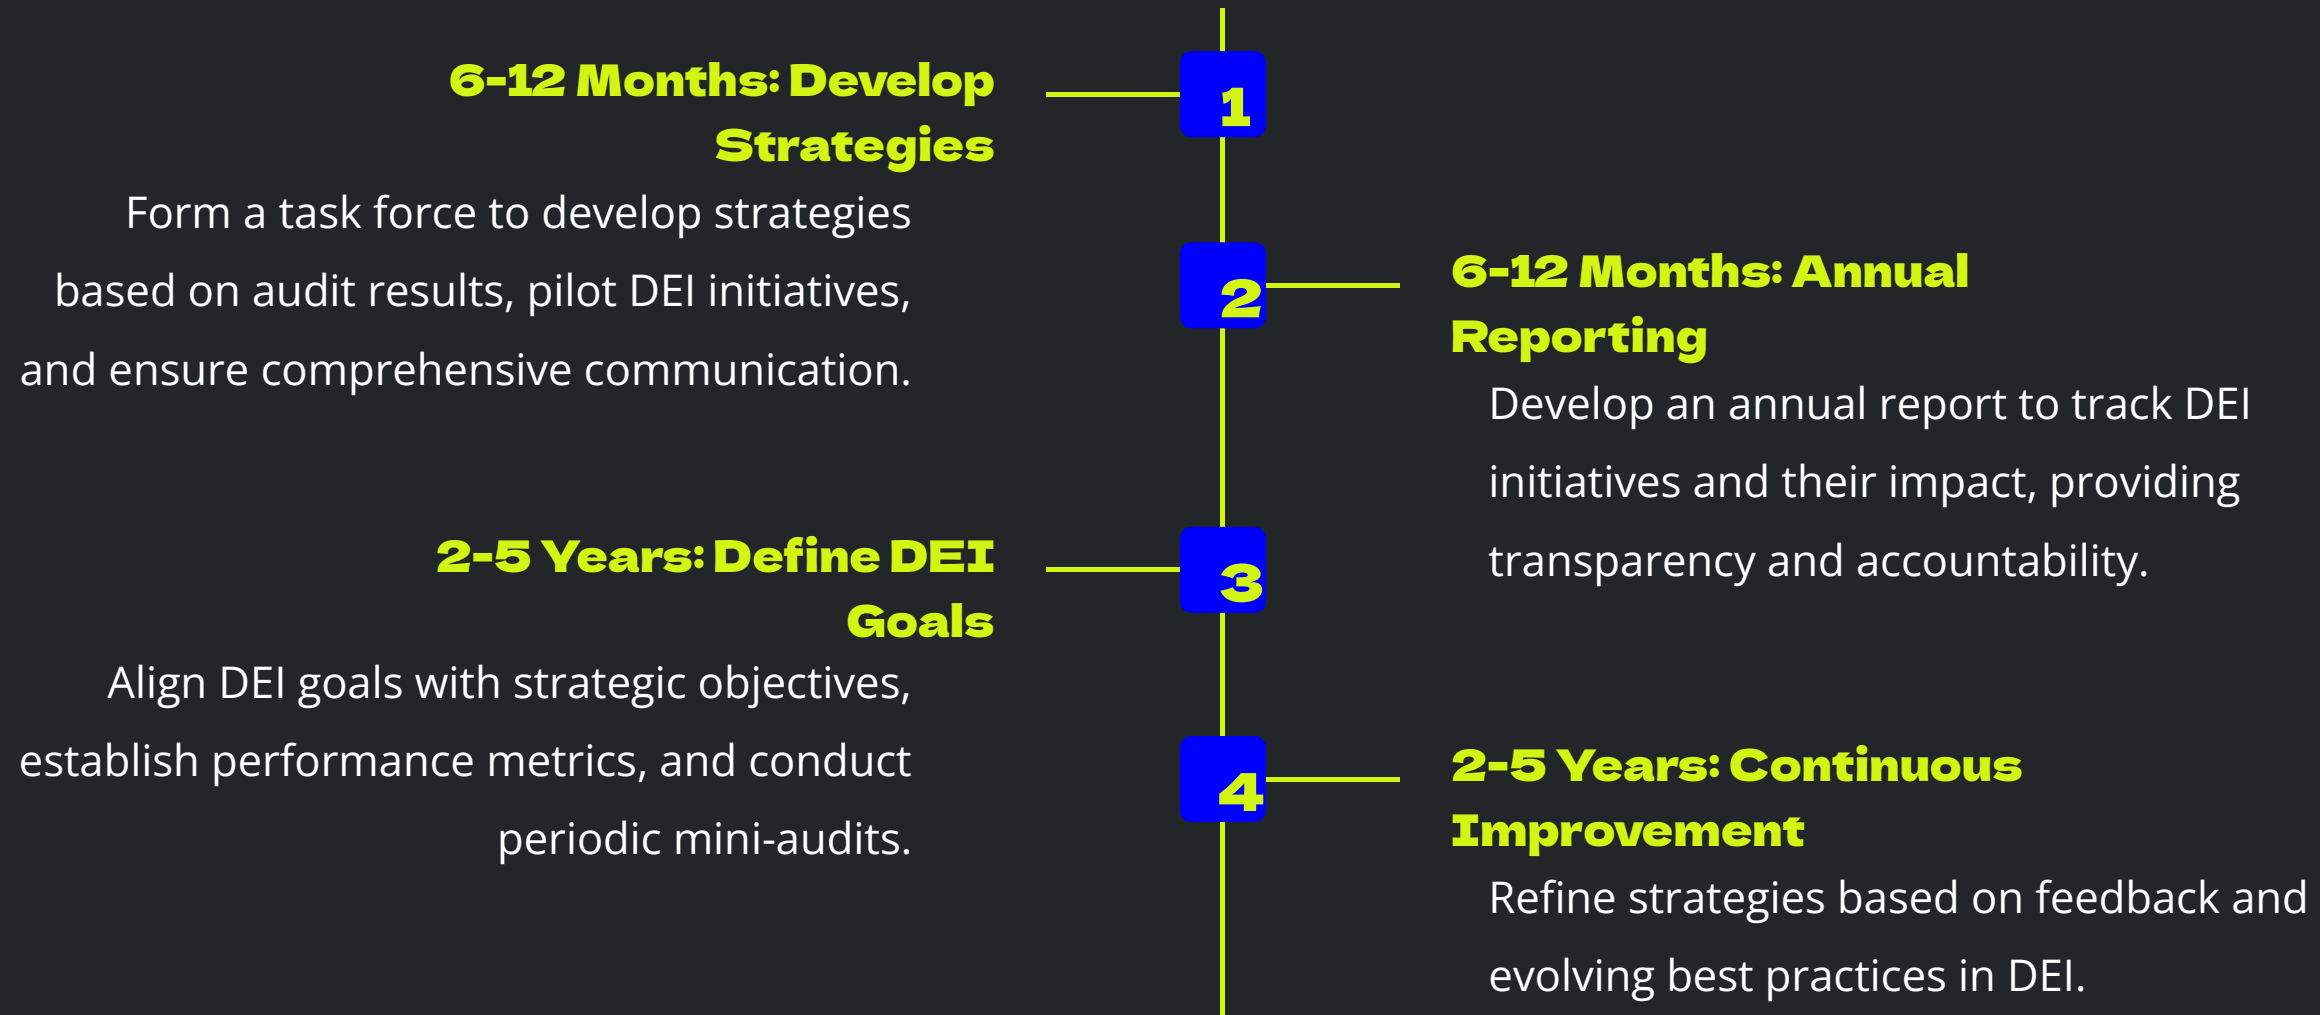 1
6-12 Months: Develop
Strategies
Form a task force to develop strategies
based on audit results, pilot DEI initiatives,
and ensure comprehensive communication.
2
6-12 Months: Annual
Reporting
Develop an annual report to track DEI
initiatives and their impact, providing
transparency and accountability.
3
2-5 Years: Define DEI
Goals
Align DEI goals with strategic objectives,
establish performance metrics, and conduct
periodic mini-audits.
4
2-5 Years: Continuous
Improvement
Refine strategies based on feedback and
evolving best practices in DEI.